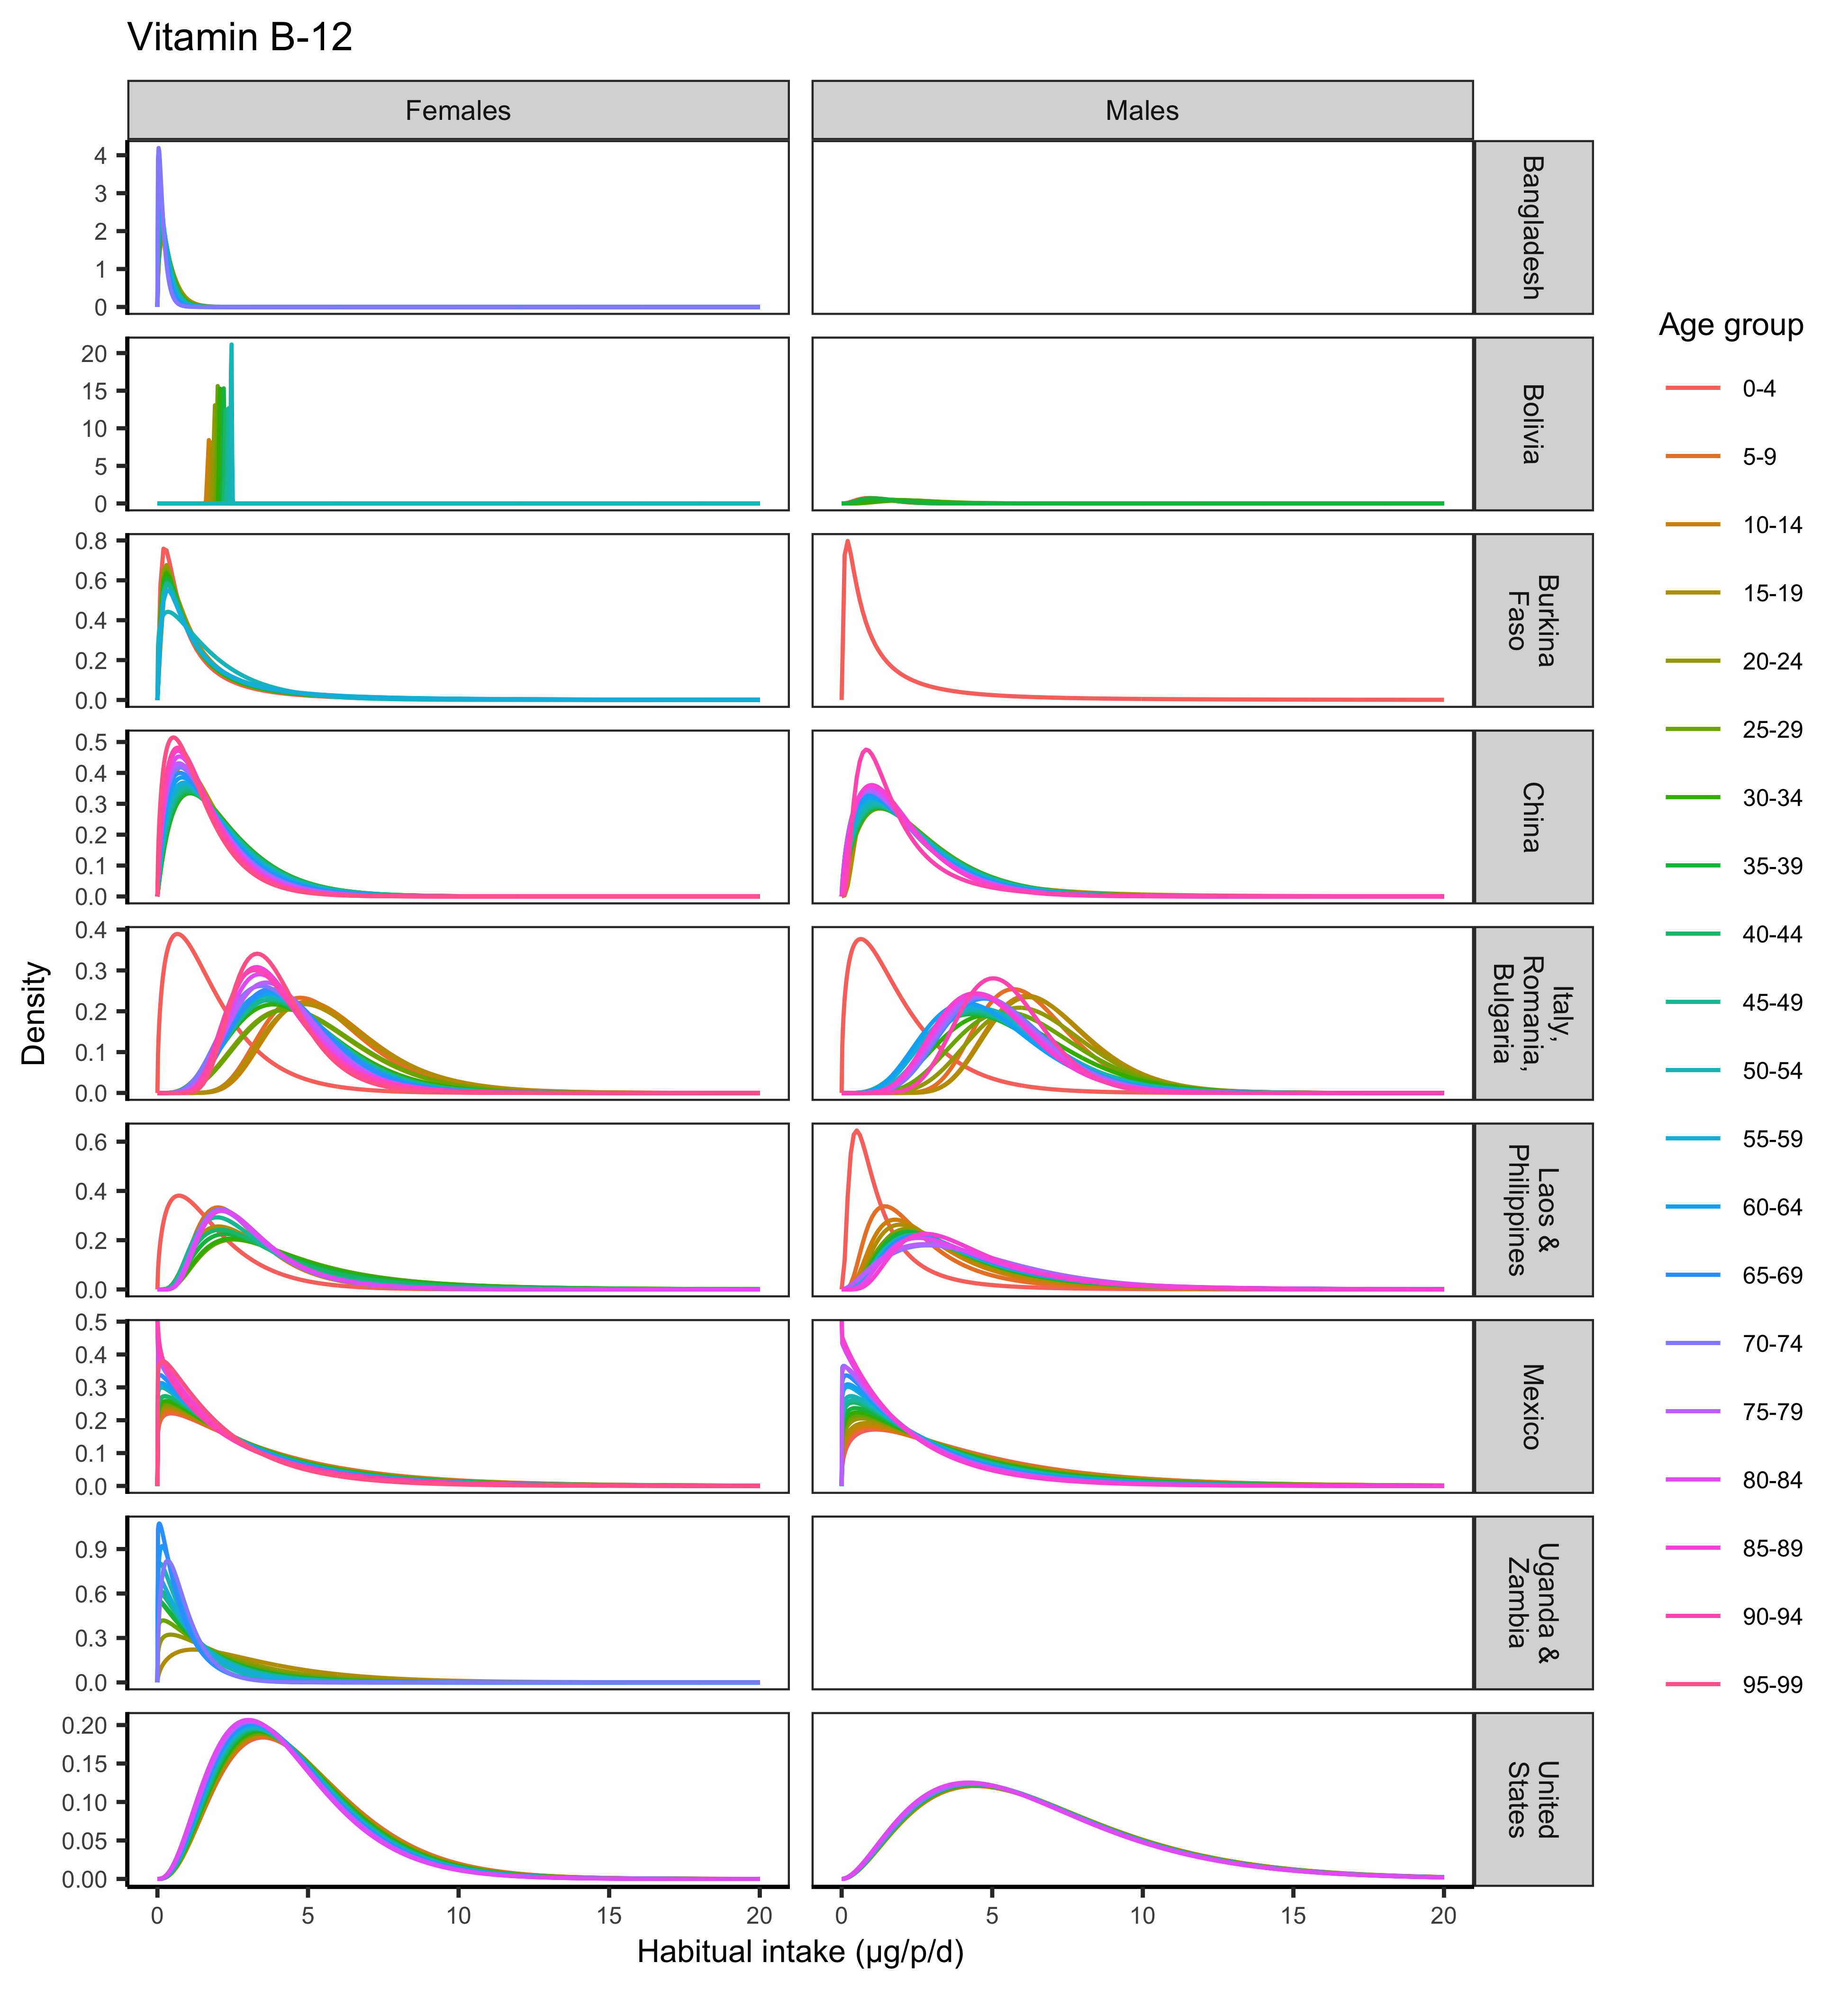 Vitamin B-12
Females
Males
4
3
2
1
0
Bangladesh
20
15
10
5
0
Bolivia
0.8
0.6
0.4
0.2
0.0
Burkina
Faso
0.5
0.4
0.3
0.2
0.1
0.0
China
0.4
0.3
0.2
0.1
0.0
Italy,
Romania,
Bulgaria
0.6
0.4
0.2
0.0
Laos &
Philippines
0.5
0.4
0.3
0.2
0.1
0.0
Mexico
0.9
0.6
0.3
0.0
Uganda &
Zambia
0.20
0.15
0.10
0.05
0.00
United
States
Density
0 5 10 15 20
0 5 10 15 20
Habitual intake (µg/p/d)
Age group
0-4
5-9
10-14
15-19
20-24
25-29
30-34
35-39
40-44
45-49
50-54
55-59
60-64
65-69
70-74
75-79
80-84
85-89
90-94
95-99